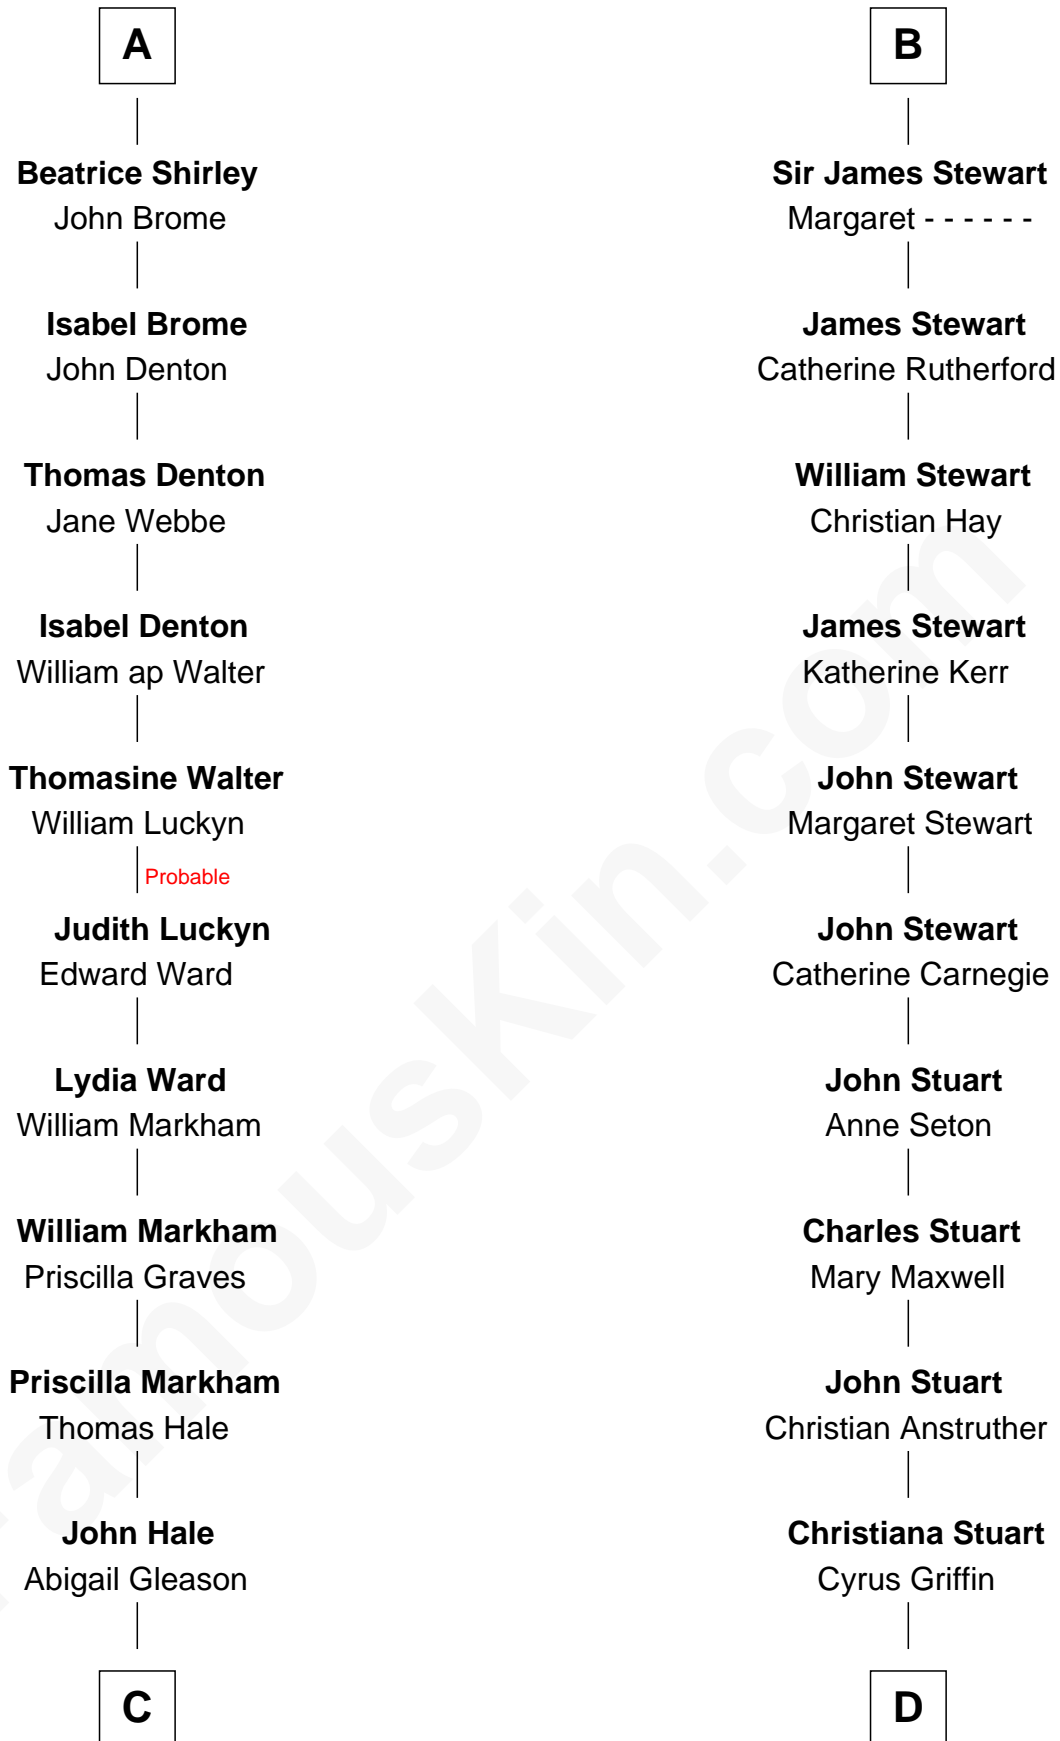 A
Beatrice Shirley
John Brome
Isabel Brome
John Denton
Thomas Denton
Jane Webbe
Isabel Denton
William ap Walter
Thomasine Walter
William Luckyn
Probable
Judith Luckyn
Edward Ward
Lydia Ward
William Markham
William Markham
Priscilla Graves
Priscilla Markham
Thomas Hale
John Hale
Abigail Gleason
C
B
Sir James Stewart
Margaret - - - - - -
James Stewart
Catherine Rutherford
William Stewart
Christian Hay
James Stewart
Katherine Kerr
John Stewart
Margaret Stewart
John Stewart
Catherine Carnegie
John Stuart
Anne Seton
Charles Stuart
Mary Maxwell
John Stuart
Christian Anstruther
Christiana Stuart
Cyrus Griffin
D
FamousKin.com